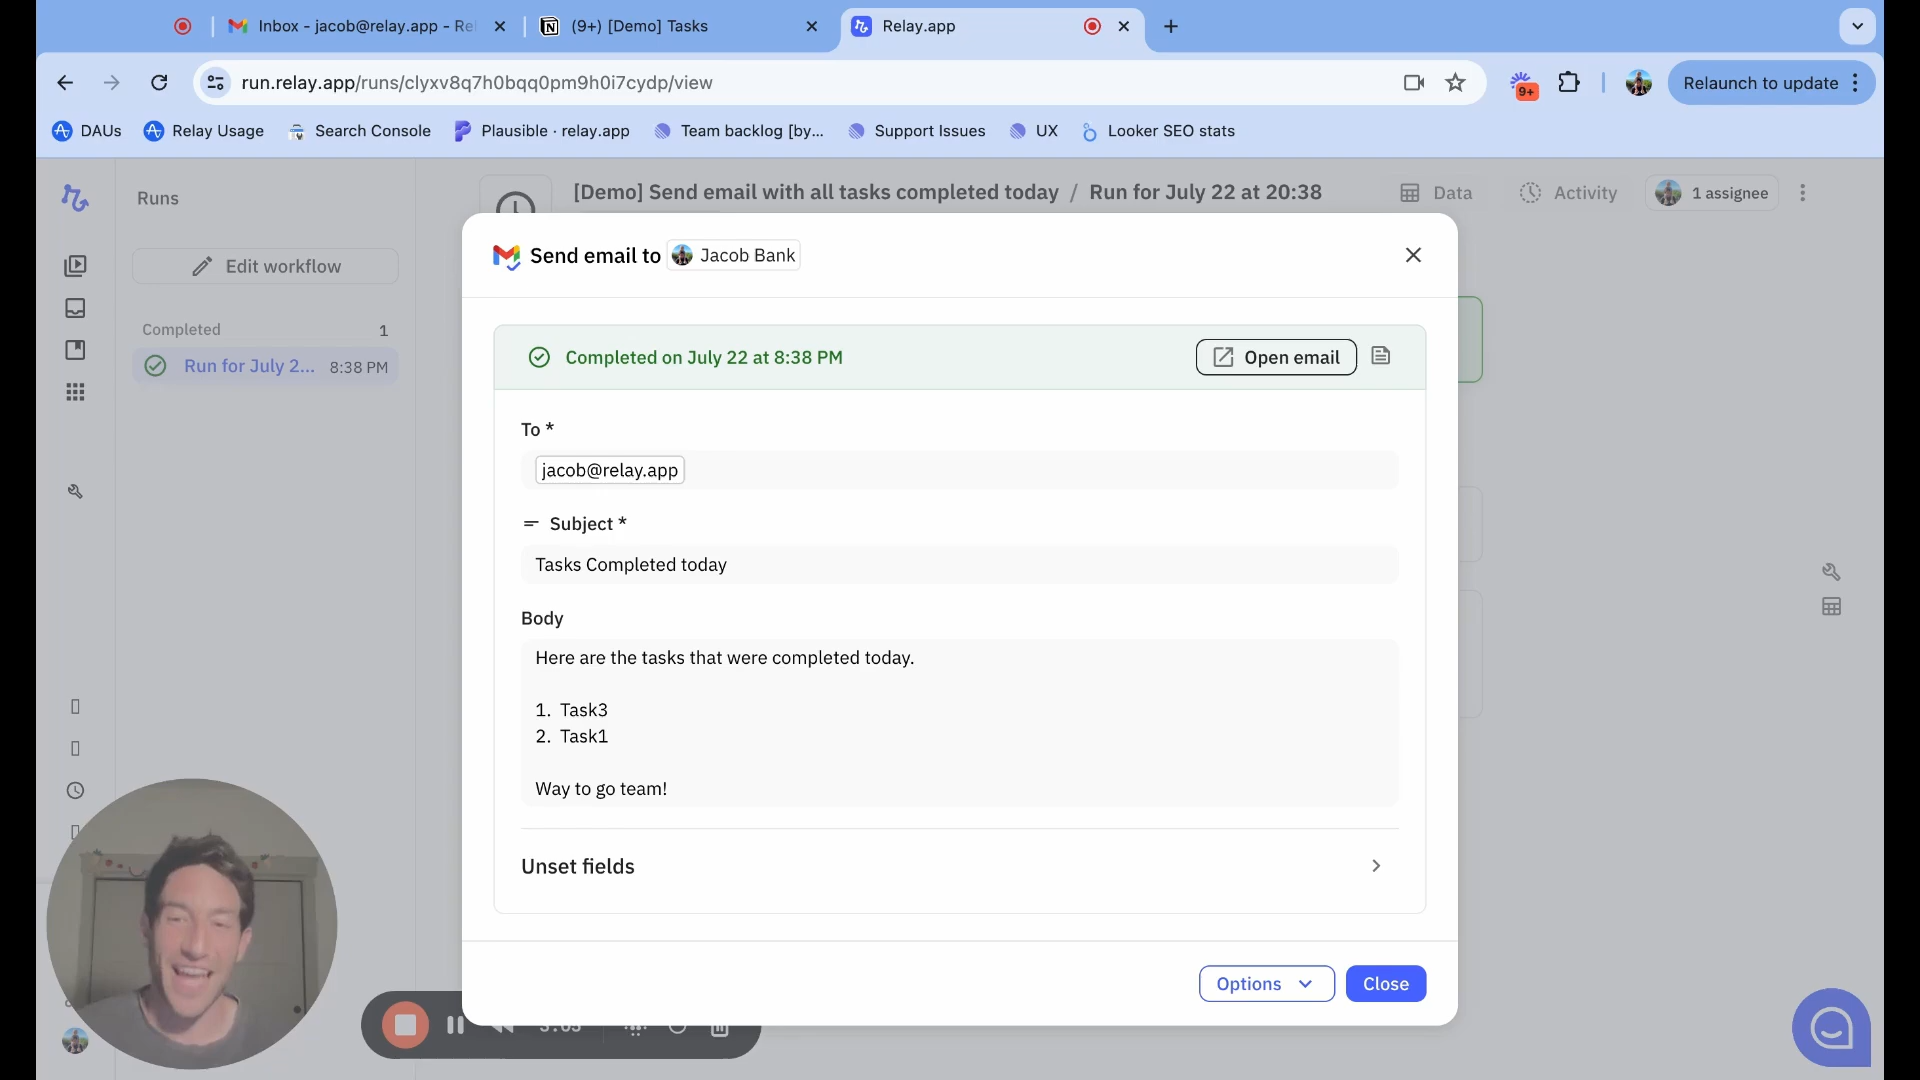 Inbox - jacob@relay.app - Rel
(9+) [Demo] Tasks
Relay.app
run.relay.app/runs/clyxv8q7h0bqq0pm9h0i7cydp/view
9+
Relaunch to update
DAUs
Relay Usage
Search Console
Plausible · relay.app
Team backlog [by...
Support Issues
UX
Looker SEO stats
Runs
Edit workflow
Completed 1
Run for July 2... 8:38 PM
[Demo] Send email with all tasks completed today / Run for July 22 at 20:38
Data
Activity
1 assignee
Send email to Jacob Bank
Completed on July 22 at 8:38 PM
Open email
To *
jacob@relay.app
Subject *
Tasks Completed today
Body
Here are the tasks that were completed today.
1. Task3
2. Task1
Way to go team!
Unset fields
Options
Close